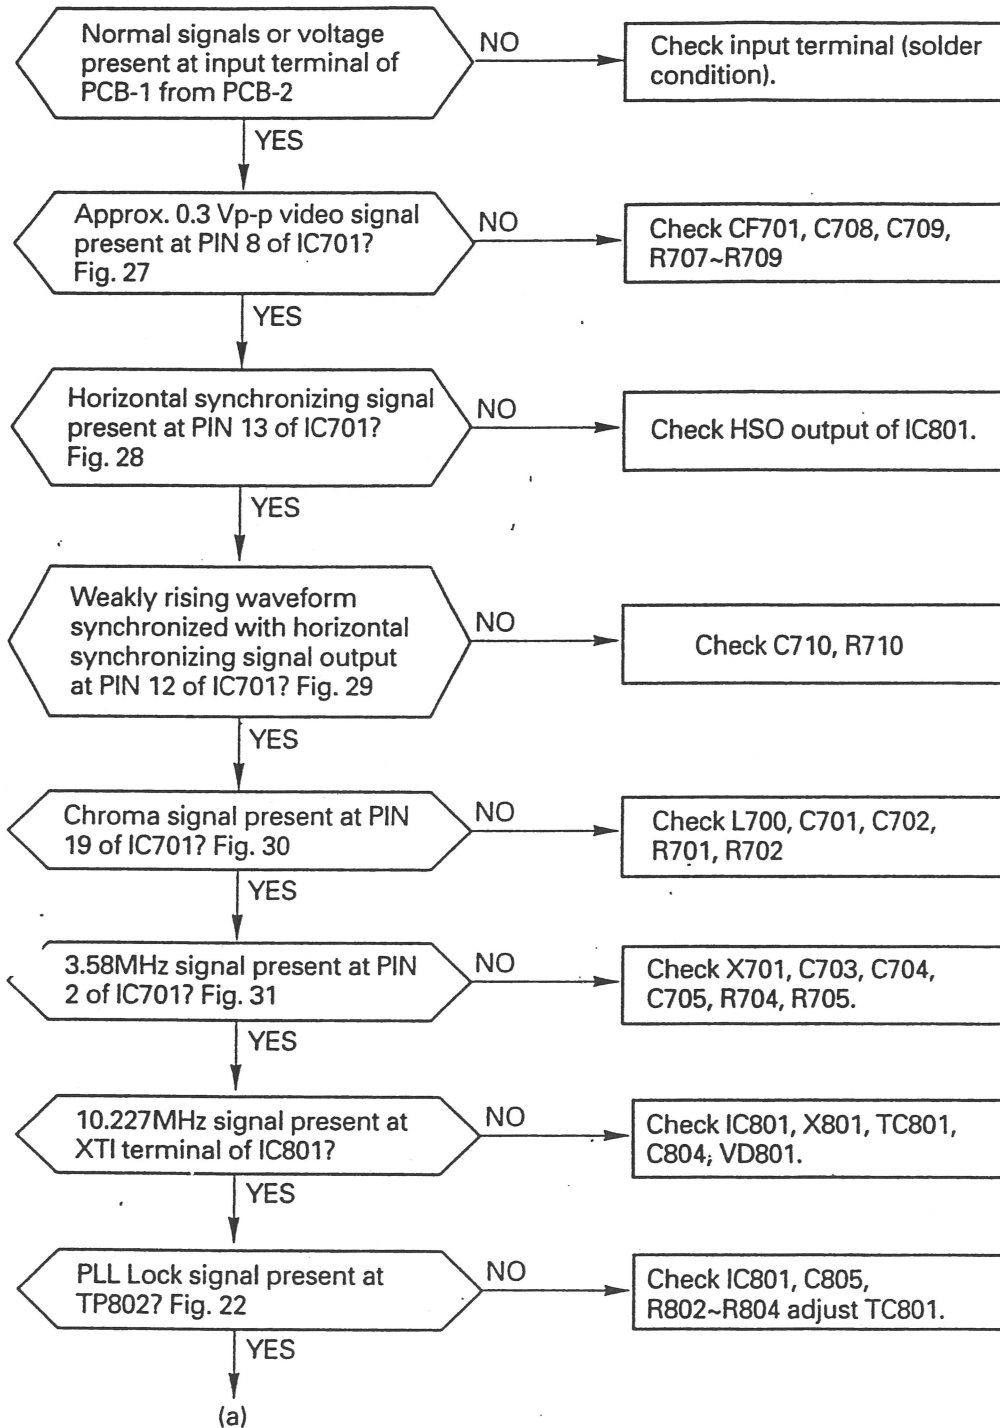 Normal signals or voltage
present at input terminal of
PCB-1 from PCB-2
NO
Check input terminal (solder
condition).
YES
Approx. 0.3 Vp-p video signal
present at PIN 8 of IC701?
Fig. 27
NO
Check CF701, C708, C709,
R707~R709
YES
Horizontal synchronizing signal
present at PIN 13 of IC701?
Fig. 28
NO
Check HSO output of IC801.
YES
Weakly rising waveform
synchronized with horizontal
synchronizing signal output
at PIN 12 of IC701? Fig. 29
NO
Check C710, R710
YES
Chroma signal present at PIN
19 of IC701? Fig. 30
NO
Check L700, C701, C702,
R701, R702
YES
3.58MHz signal present at PIN
2 of IC701? Fig. 31
NO
Check X701, C703, C704,
C705, R704, R705.
YES
10.227MHz signal present at
XTI terminal of IC801?
NO
Check IC801, X801, TC801,
C804, VD801.
YES
PLL Lock signal present at
TP802? Fig. 22
NO
Check IC801, C805,
R802~R804 adjust TC801.
YES
(a)